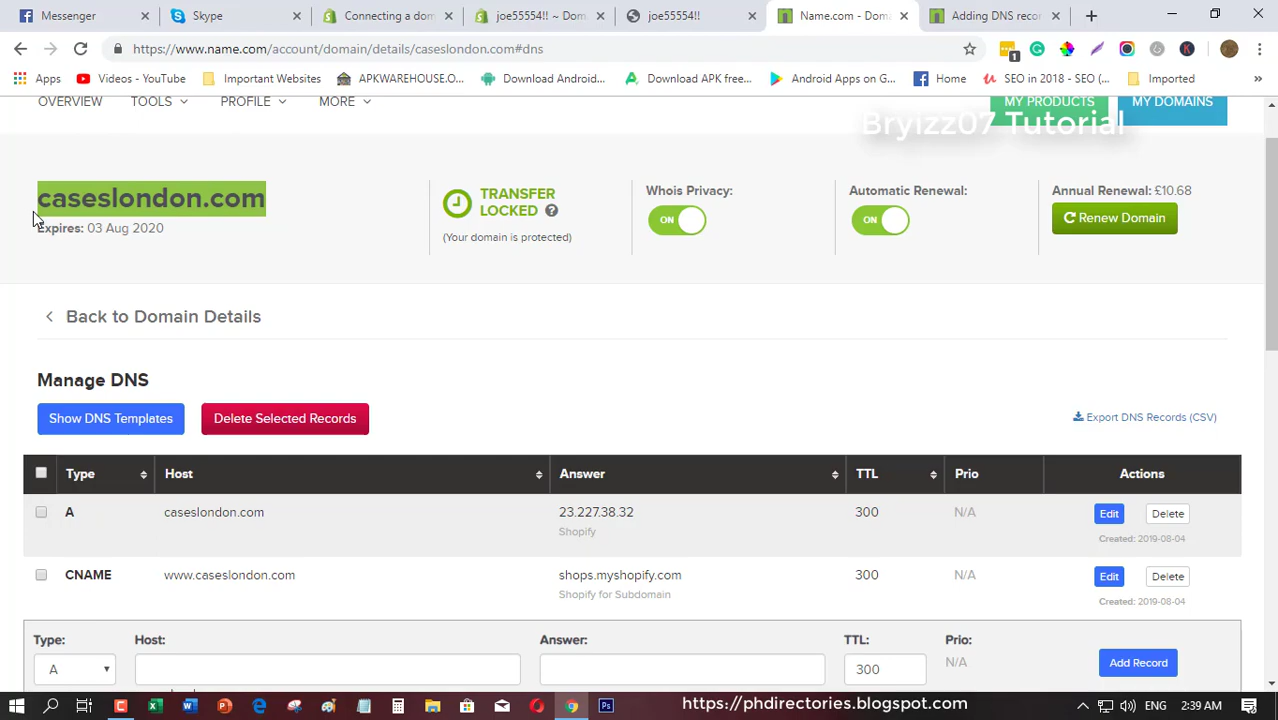 Messenger
Skype
Connecting a dom
joe55554!! ~ Dom
joe55554!!
Name.com - Dom
Adding DNS reco
https://www.name.com/account/domain/details/caseslondon.com#dns
1
Apps
Videos - YouTube
Important Websites
APKWAREHOUSE.C...
Download Android...
Download APK free...
Android Apps on G...
Home
SEO in 2018 - SEO (...
Imported
»
OVERVIEW
TOOLS
PROFILE
MORE
MY PRODUCTS
MY DOMAINS
Bryizz07 Tutorial
caseslondon.com
Expires: 03 Aug 2020
TRANSFER
LOCKED
(Your domain is protected)
Whois Privacy:
ON
Automatic Renewal:
ON
Annual Renewal: £10.68
Renew Domain
Back to Domain Details
Manage DNS
Show DNS Templates
Delete Selected Records
Export DNS Records (CSV)
Type Host Answer TTL Prio Actions
A caseslondon.com 23.227.38.32 300 N/A Edit Delete
Shopify Created: 2019-08-04
CNAME www.caseslondon.com shops.myshopify.com 300 N/A Edit Delete
Shopify for Subdomain Created: 2019-08-04
Type: Host: Answer: TTL: Prio:
A 300 N/A Add Record
https://phdirectories.blogspot.com
ENG 2:39 AM